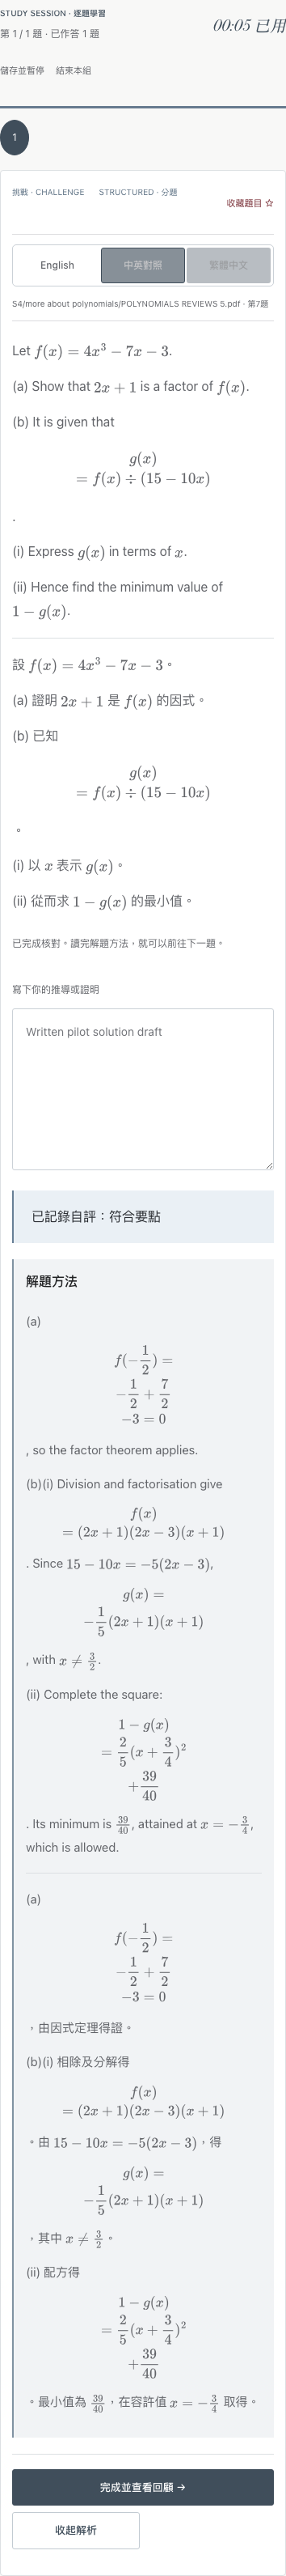 STUDY SESSION · 逐題學習
第 1 / 1 題 · 已作答 1 題
00:05 已用
儲存並暫停 結束本組
1
挑戰 · CHALLENGE STRUCTURED · 分題
收藏題目 ☆
English 中英對照 繁體中文
S4/more about polynomials/POLYNOMIALS REVIEWS 5.pdf · 第7題
Let f(x) = 4x³ − 7x − 3.
(a) Show that 2x + 1 is a factor of f(x).
(b) It is given that
g(x)
= f(x) ÷ (15 − 10x)
.
(i) Express g(x) in terms of x.
(ii) Hence find the minimum value of
1 − g(x).
設 f(x) = 4x³ − 7x − 3。
(a) 證明 2x + 1 是 f(x) 的因式。
(b) 已知
g(x)
= f(x) ÷ (15 − 10x)
。
(i) 以 x 表示 g(x)。
(ii) 從而求 1 − g(x) 的最小值。
已完成核對。讀完解題方法，就可以前往下一題。
寫下你的推導或證明
Written pilot solution draft
已記錄自評：符合要點
解題方法
(a)
f(−1/2) =
−1/2 + 7/2
−3 = 0
, so the factor theorem applies.
(b)(i) Division and factorisation give
f(x)
= (2x + 1)(2x − 3)(x + 1)
. Since 15 − 10x = −5(2x − 3),
g(x) =
−1/5(2x + 1)(x + 1)
, with x ≠ 3/2.
(ii) Complete the square:
1 − g(x)
= 2/5(x + 3/4)²
+39/40
. Its minimum is 39/40, attained at x = −3/4,
which is allowed.
(a)
f(−1/2) =
−1/2 + 7/2
−3 = 0
，由因式定理得證。
(b)(i) 相除及分解得
f(x)
= (2x + 1)(2x − 3)(x + 1)
。由 15 − 10x = −5(2x − 3)，得
g(x) =
−1/5(2x + 1)(x + 1)
，其中 x ≠ 3/2。
(ii) 配方得
1 − g(x)
= 2/5(x + 3/4)²
+39/40
。最小值為 39/40，在容許值 x = −3/4 取得。
完成並查看回顧 →
收起解析